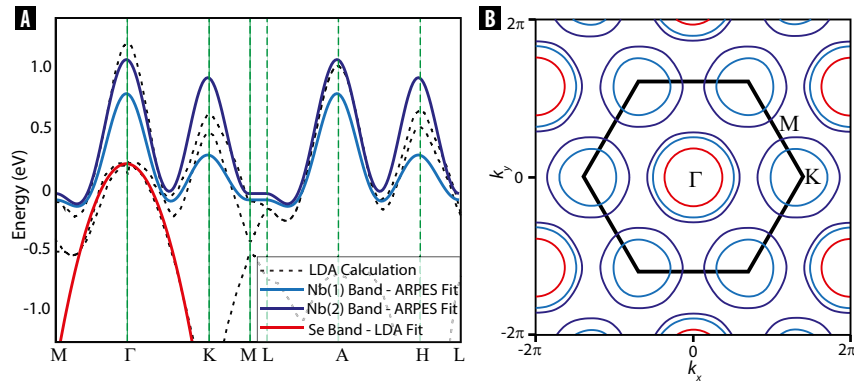 A
Energy (eV)
1.0
0.5
0
-0.5
-1.0
LDA Calculation
Nb(1) Band - ARPES Fit
Nb(2) Band - ARPES Fit
Se Band - LDA Fit
M Γ K M L A H L
B
2π
k_y
0
-2π
M
Γ
K
-2π 0 2π
k_x